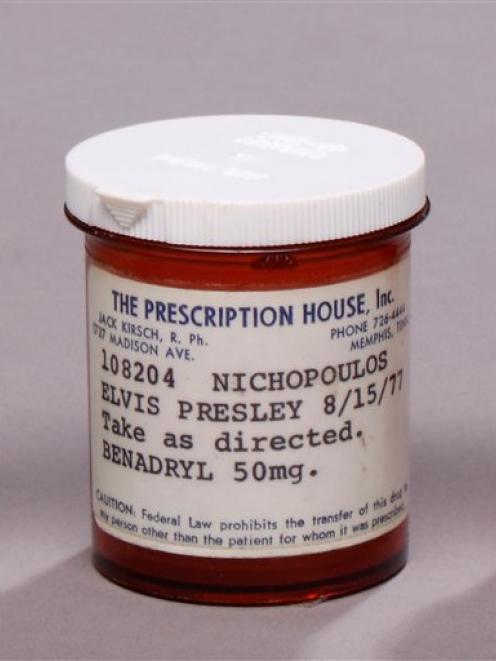 THE PRESCRIPTION HOUSE, Inc.
JACK KIRSCH, R. Ph.
MADISON AVE.
PHONE 726-4444
MEMPHIS,
108204 NICHOPOULOS
ELVIS PRESLEY 8/15/77
Take as directed.
BENADRYL 50mg.
CAUTION: Federal Law prohibits the transfer of this drug to
any person other than the patient for whom it was prescribed.